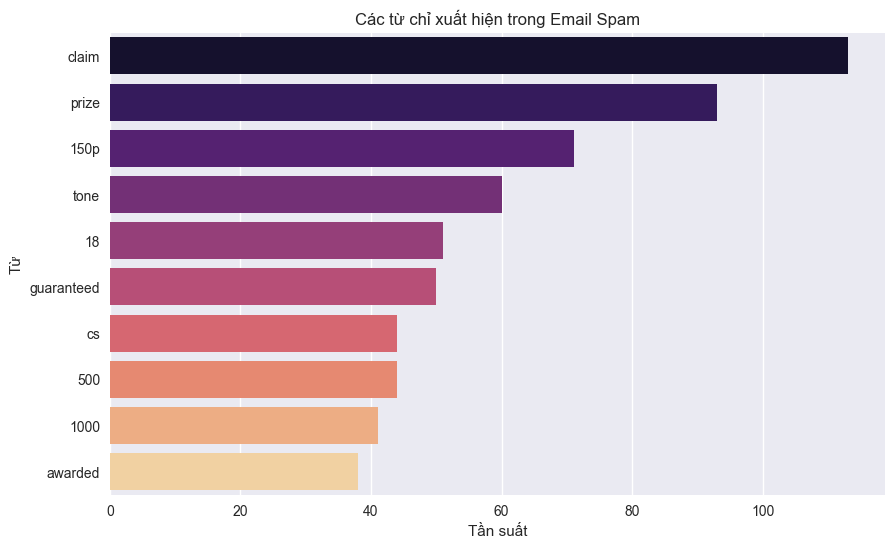 Các từ chỉ xuất hiện trong Email Spam
Từ
claim
prize
150p
tone
18
guaranteed
cs
500
1000
awarded
0 20 40 60 80 100
Tần suất